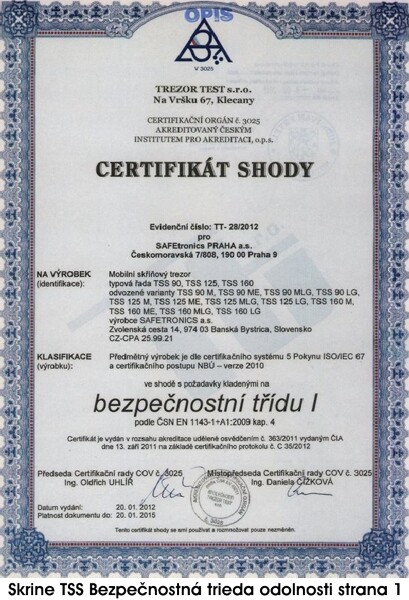 OPIS
V 3025
TREZOR TEST s.r.o.
Na Vršku 67, Klecany
CERTIFIKAČNÍ ORGÁN č. 3025
AKREDITOVANÝ ČESKÝM
INSTITUTEM PRO AKREDITACI, o.p.s.
CERTIFIKÁT SHODY
Evidenční číslo: TT- 28/2012
pro
SAFEtronics PRAHA a.s.
Českomoravská 7/80B, 190 00 Praha 9
NA VÝROBEK Mobilní skříňový trezor
(identifikace): typová řada TSS 90, TSS 125, TSS 160
odvozené varianty TSS 90 M, TSS 90 ME, TSS 90 MLG, TSS 90 LG,
TSS 125 M, TSS 125 ME, TSS 125 MLG, TSS 125 LG, TSS 160 M,
TSS 160 ME, TSS 160 MLG, TSS 160 LG
výrobce SAFETRONICS a.s.
Zvolenská cesta 14, 974 03 Banská Bystrica, Slovensko
CZ-CPA 25.99.21
KLASIFIKACE Předmětný výrobek je dle certifikačního systému 5 Pokynu ISO/IEC 67
(výrobku): a certifikačního postupu NBÚ – verze 2010
ve shodě s požadavky kladenými na
bezpečnostní třídu I
podle ČSN EN 1143-1+A1:2009 kap. 4
Certifikát je vydán v rozsahu akreditace udělené osvědčením č. 363/2011 vydaným ČIA
dne 13. září 2011 na základě certifikačního protokolu č. C 36/2012
Předseda Certifikační rady COV č. 3025 Místopředseda Certifikační rady COV č. 3025
Ing. Oldřich UHLÍŘ Ing. Daniela ČÍŽKOVÁ
Datum vydání: 20. 01. 2012
Platnost dokumentu do: 20. 01. 2015
Tento certifikát shody se smí používat a rozmnožovat pouze nezměněn.
Skrine TSS Bezpečnostná trieda odolnosti strana 1